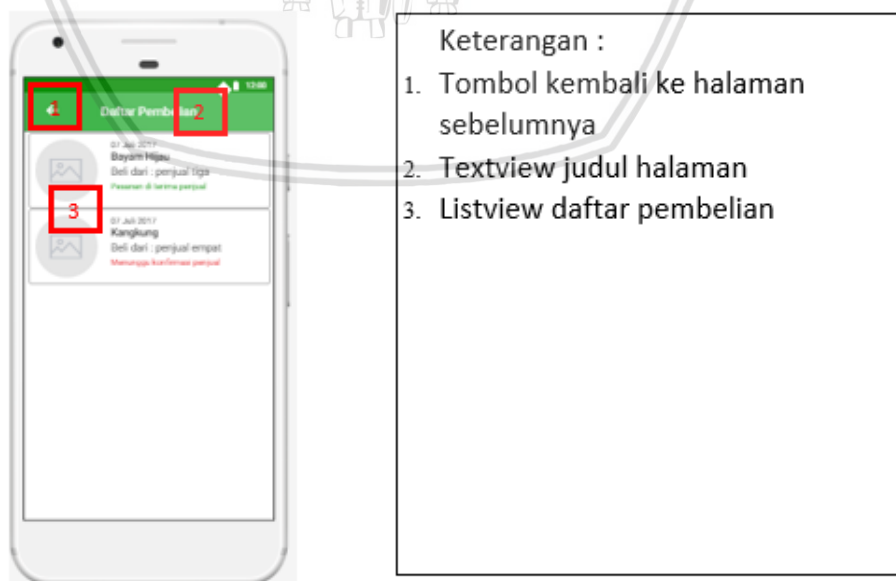 12:00
1
Daftar Pembelian
2
07 Juli 2017
Bayam Hijau
Beli dari : penjual tiga
Pesanan di terima penjual
3
07 Juli 2017
Kangkung
Beli dari : penjual empat
Menunggu konfirmasi penjual
Keterangan :
1. Tombol kembali ke halaman
sebelumnya
2. Textview judul halaman
3. Listview daftar pembelian